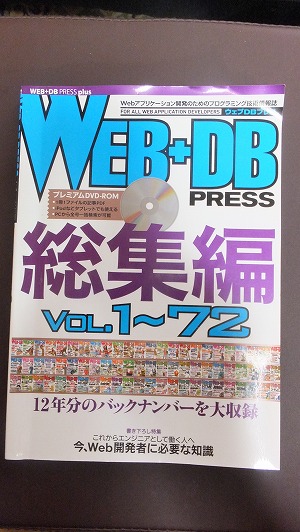 WEB+DB PRESS plus
Webアプリケーション開発のためのプログラミング技術情報誌
FOR ALL WEB APPLICATION DEVELOPERS
WEB+DB
PRESS
プレミアムDVD-ROM
総集編
VOL.1~72
12年分のバックナンバーを大収録
書き下ろし特集
これからエンジニアとして働く人へ
今、Web開発者に必要な知識